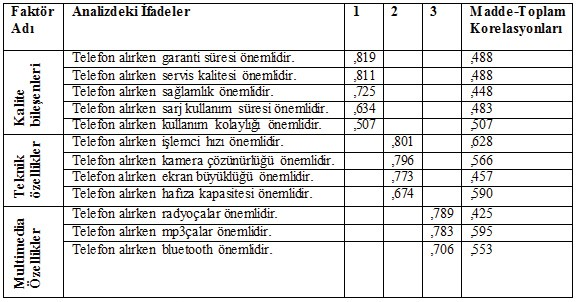 Faktör Adı Analizdeki İfadeler 1 2 3 Madde-Toplam Korelasyonları
Kalite bileşenleri
Telefon alırken garanti süresi önemlidir. ,819 ,488
Telefon alırken servis kalitesi önemlidir. ,811 ,488
Telefon alırken sağlamlık önemlidir. ,725 ,448
Telefon alırken sarj kullanım süresi önemlidir. ,634 ,483
Telefon alırken kullanım kolaylığı önemlidir. ,507 ,507
Teknik özellikler
Telefon alırken işlemci hızı önemlidir. ,801 ,628
Telefon alırken kamera çözünürlüğü önemlidir. ,796 ,566
Telefon alırken ekran büyüklüğü önemlidir. ,773 ,457
Telefon alırken hafıza kapasitesi önemlidir. ,674 ,590
Multimedia Özellikler
Telefon alırken radyoçalar önemlidir. ,789 ,425
Telefon alırken mp3çalar önemlidir. ,783 ,595
Telefon alırken bluetooth önemlidir. ,706 ,553